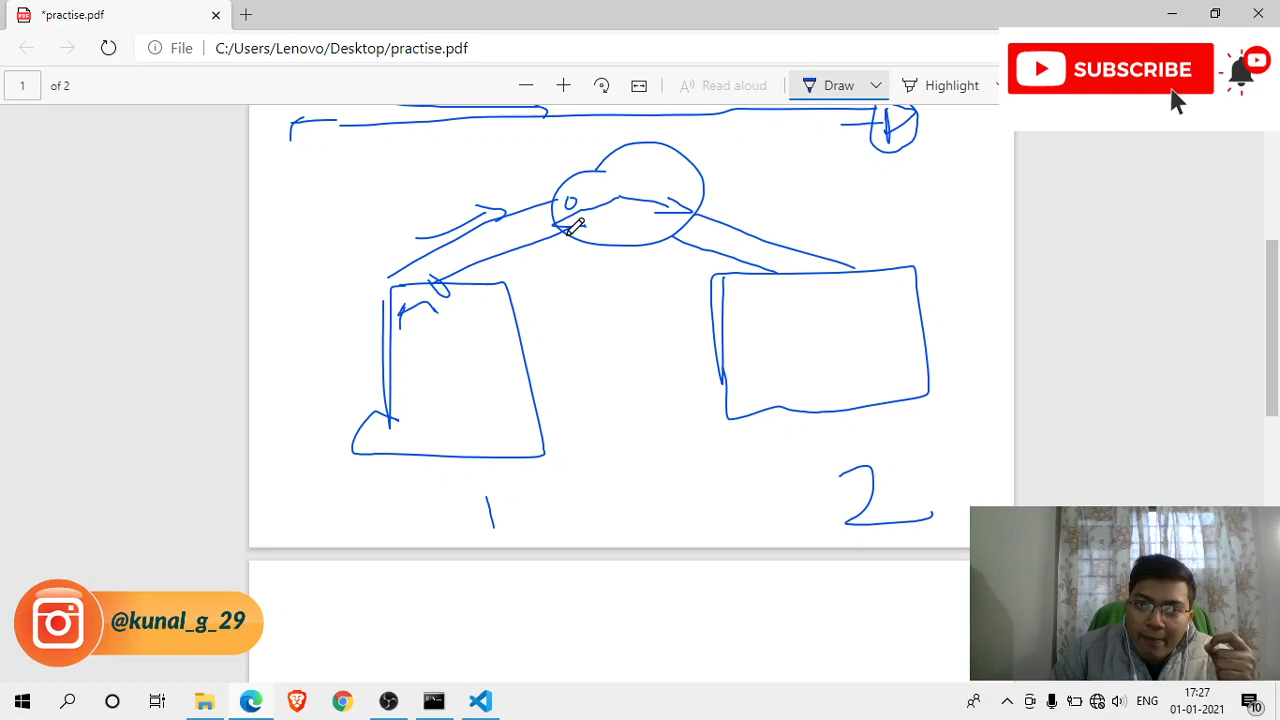 *practise.pdf
File
C:/Users/Lenovo/Desktop/practise.pdf
SUBSCRIBE
1
of 2
Read aloud
Draw
Highlight
1
2
@kunal_g_29
ENG
17:27
01-01-2021
10